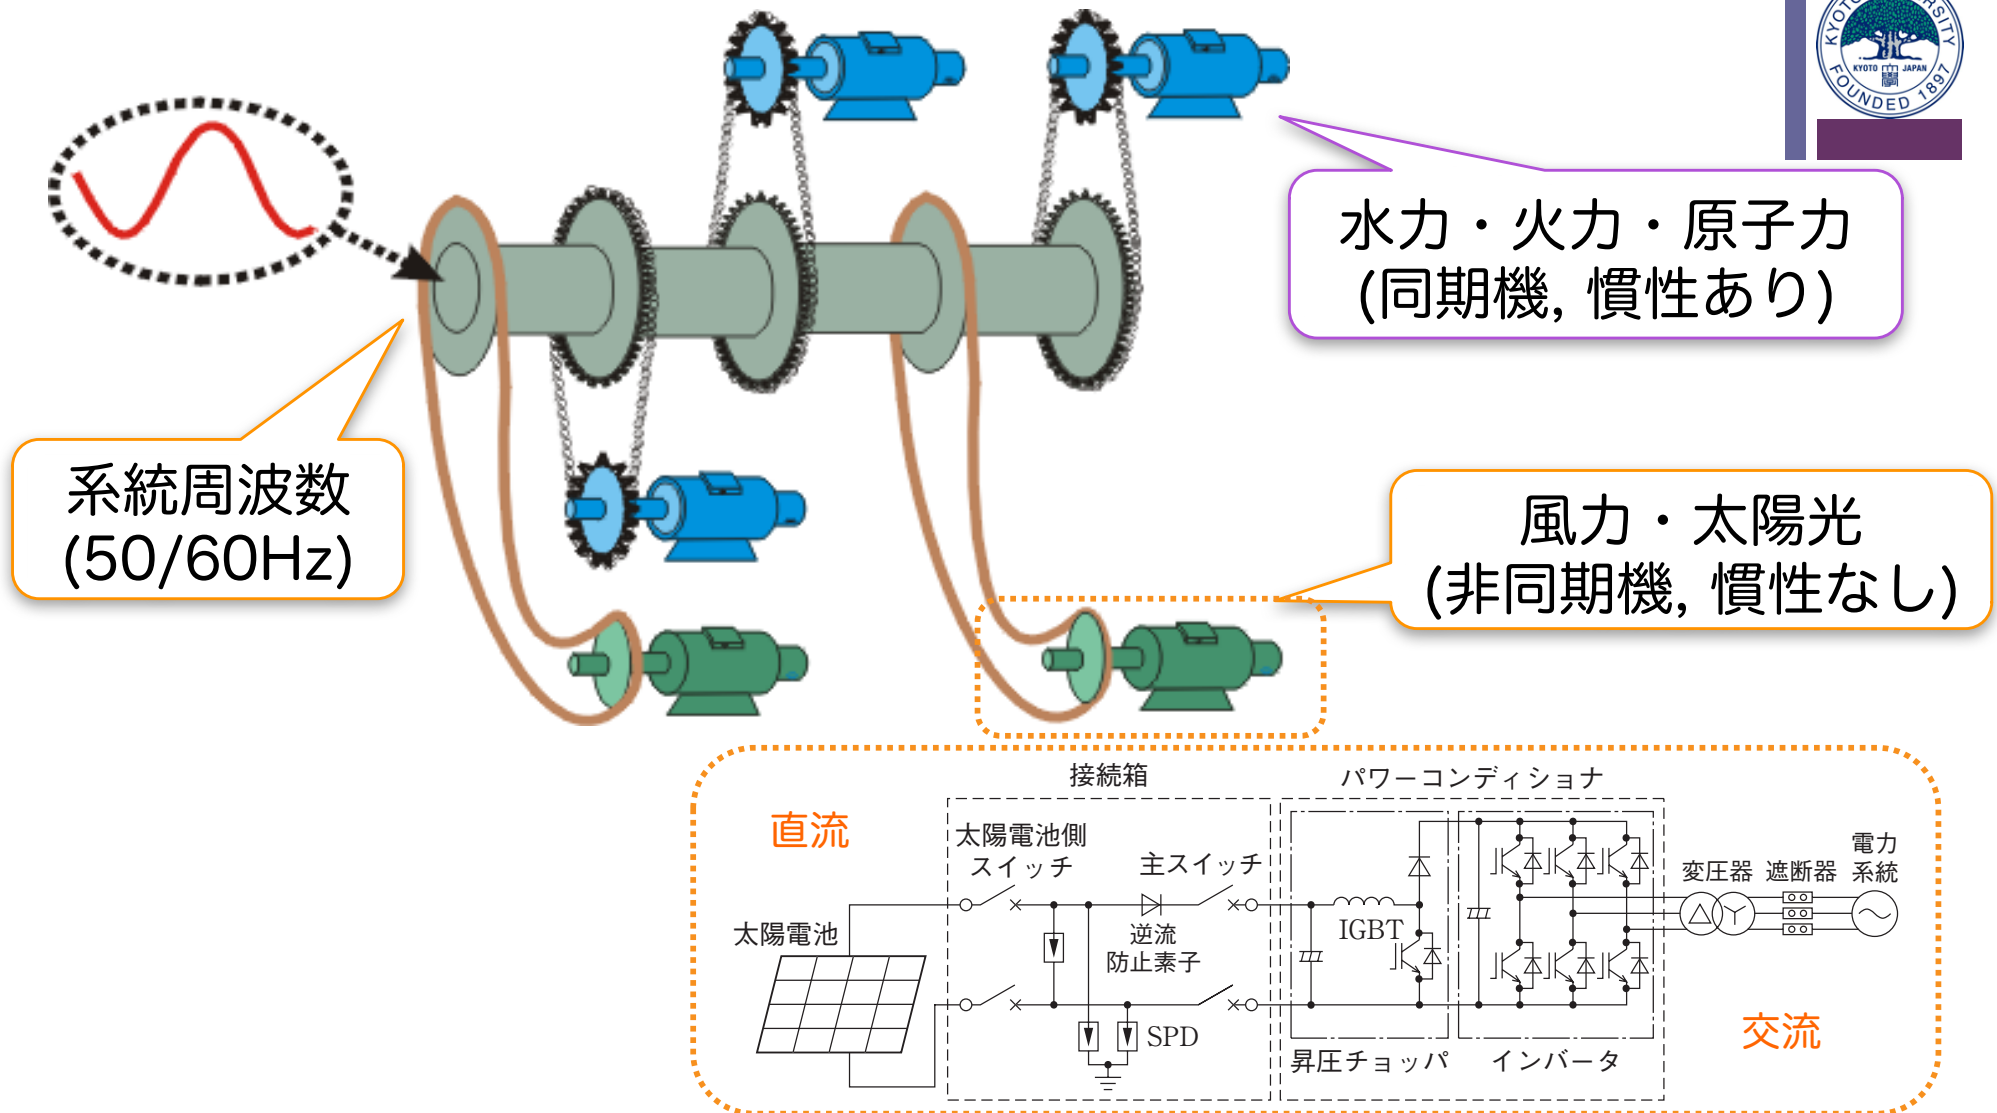 KYOTO UNIVERSITY
KYOTO JAPAN
FOUNDED 1897
水力・火力・原子力
(同期機, 慣性あり)
系統周波数
(50/60Hz)
風力・太陽光
(非同期機, 慣性なし)
接続箱
パワーコンディショナ
直流
太陽電池側
スイッチ
主スイッチ
電力
系統
変圧器
遮断器
太陽電池
逆流
防止素子
IGBT
SPD
昇圧チョッパ
インバータ
交流